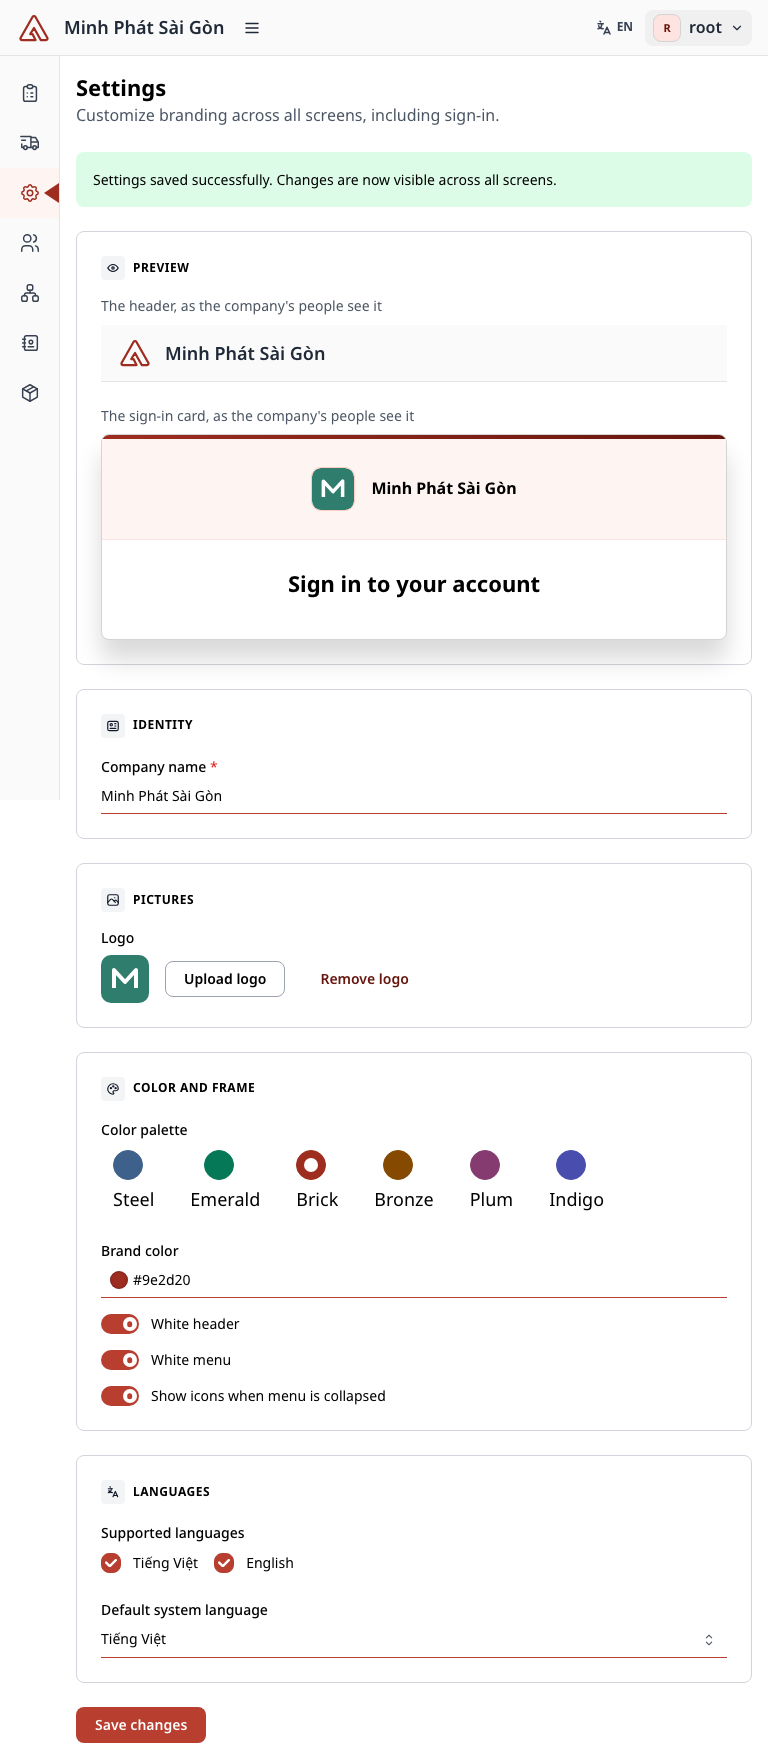 Minh Phát Sài Gòn
EN
R
root
Settings
Customize branding across all screens, including sign-in.
Settings saved successfully. Changes are now visible across all screens.
PREVIEW
The header, as the company's people see it
Minh Phát Sài Gòn
The sign-in card, as the company's people see it
M
Minh Phát Sài Gòn
Sign in to your account
IDENTITY
Company name *
Minh Phát Sài Gòn
PICTURES
Logo
M
Upload logo
Remove logo
COLOR AND FRAME
Color palette
Steel
Emerald
Brick
Bronze
Plum
Indigo
Brand color
#9e2d20
White header
White menu
Show icons when menu is collapsed
LANGUAGES
Supported languages
Tiếng Việt
English
Default system language
Tiếng Việt
Save changes